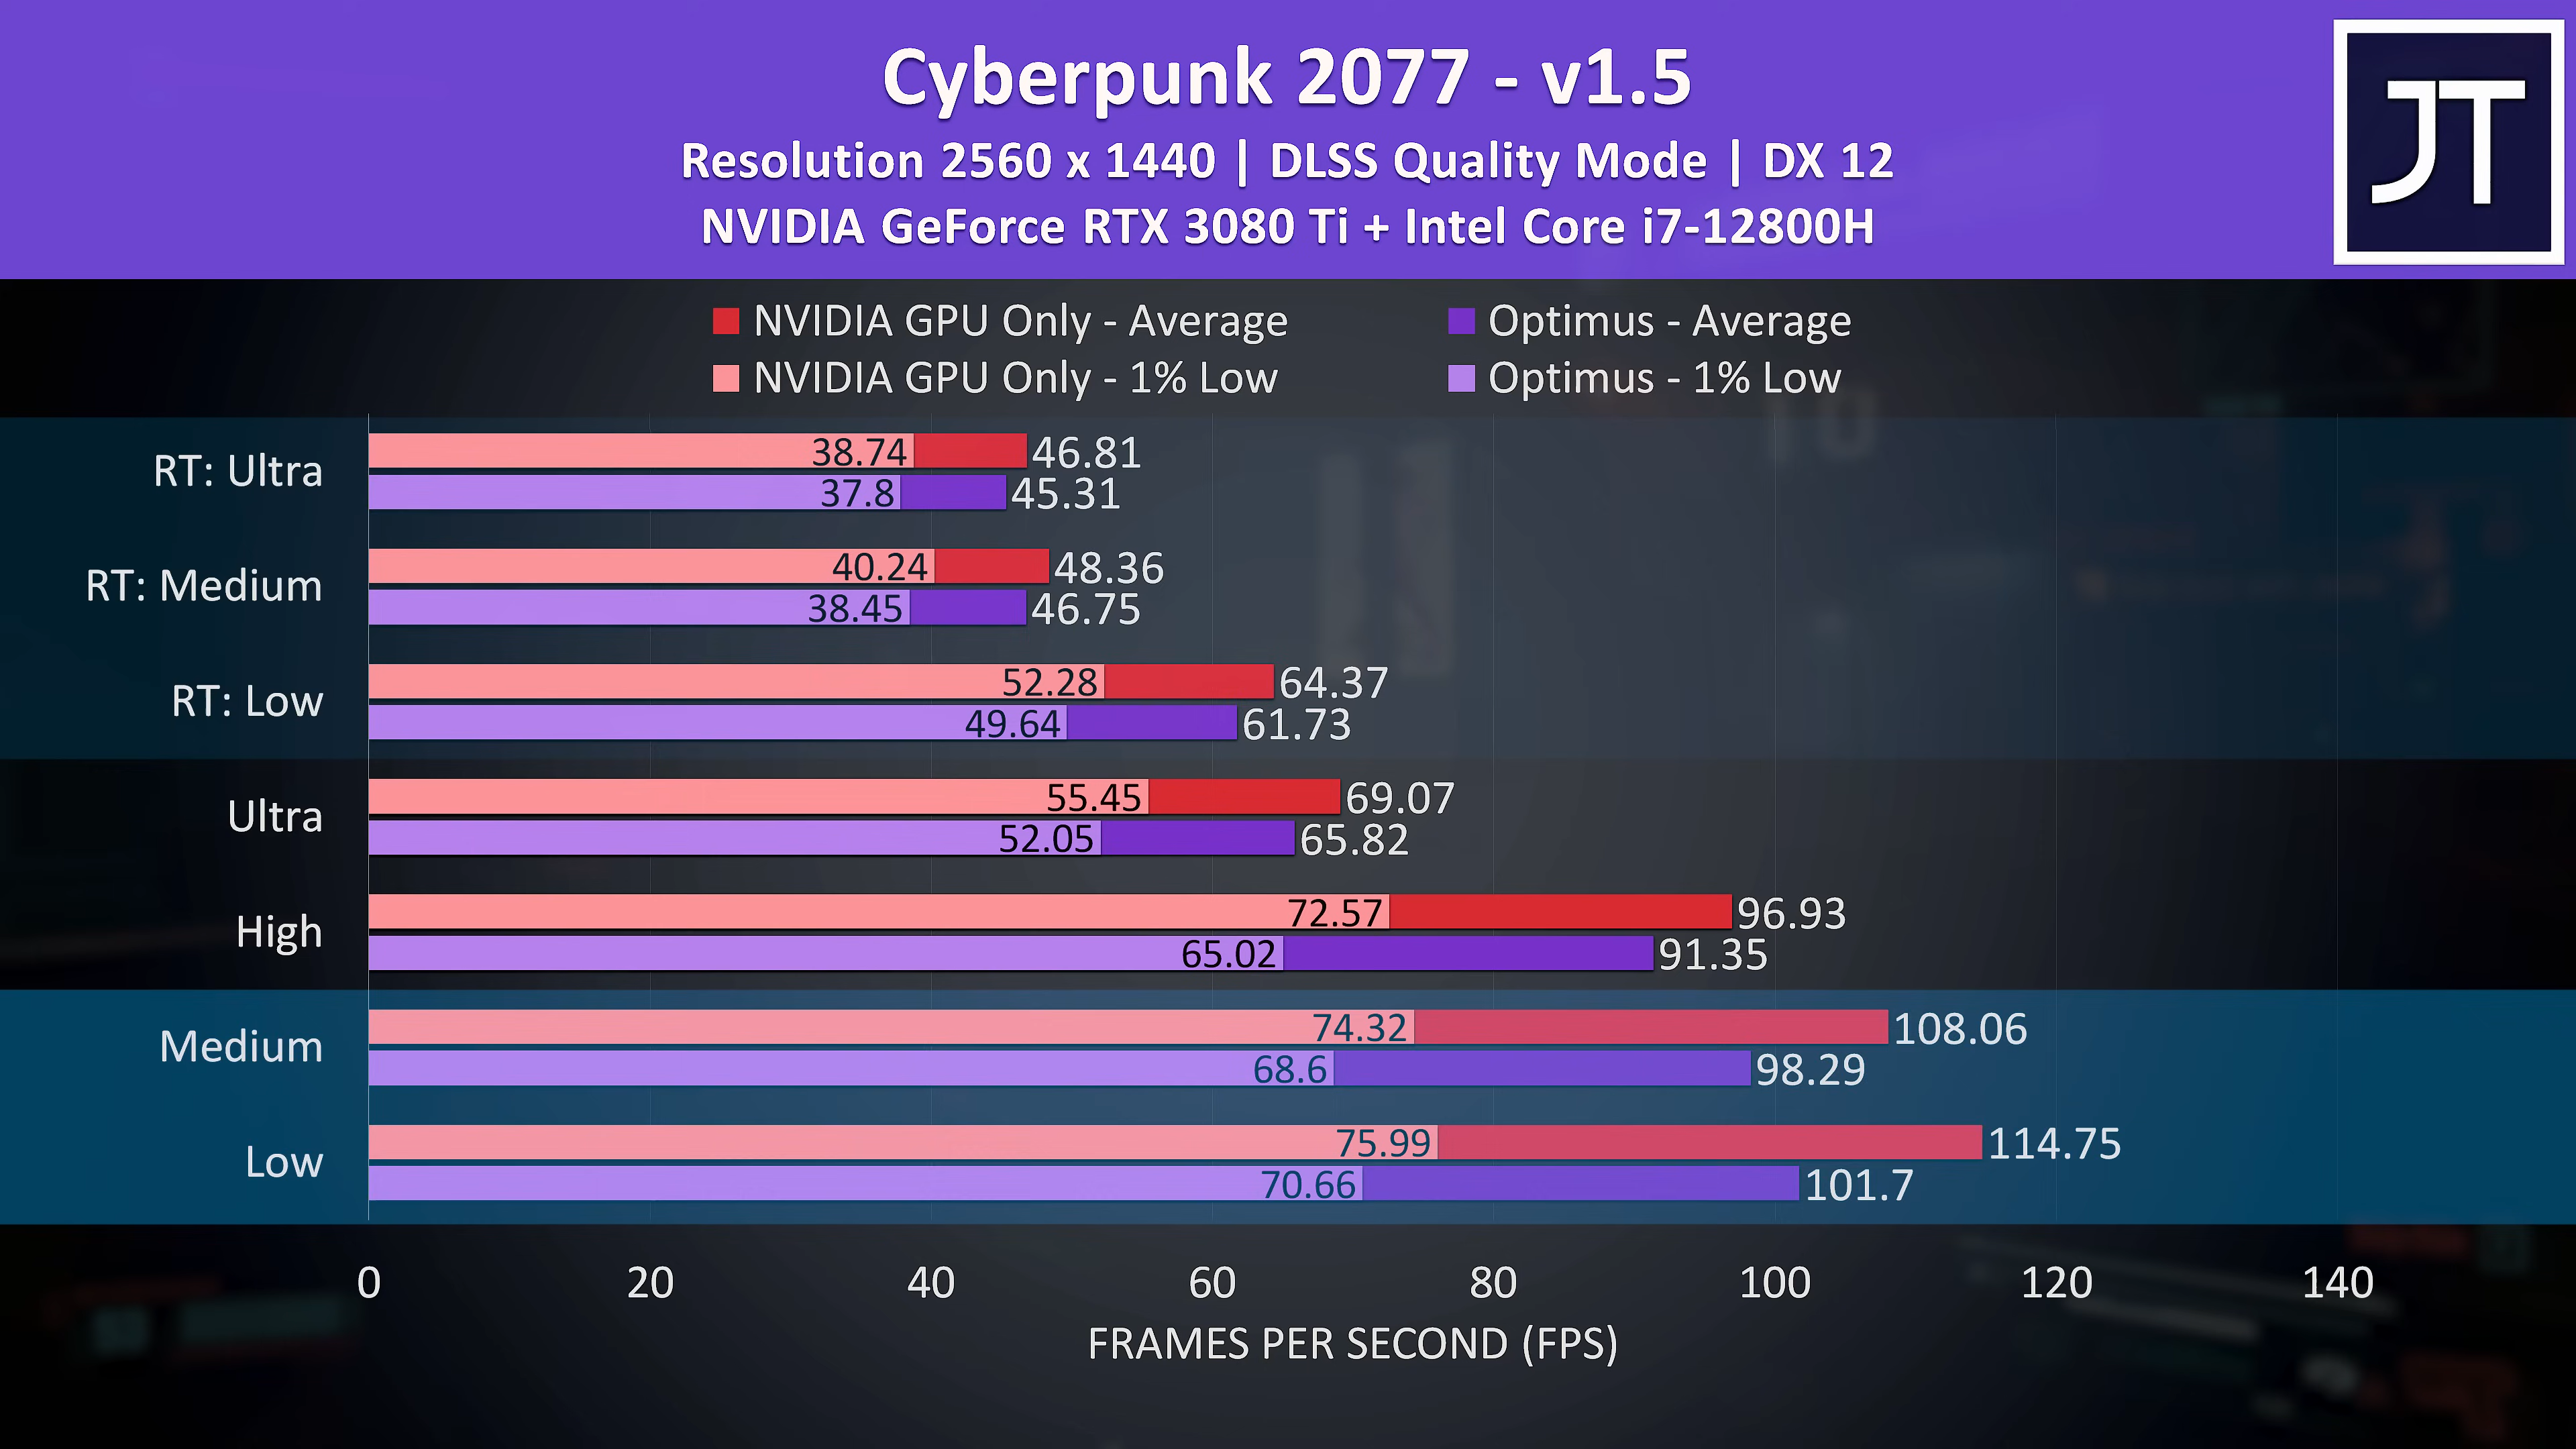 Cyberpunk 2077 - v1.5
Resolution 2560 x 1440 | DLSS Quality Mode | DX 12
NVIDIA GeForce RTX 3080 Ti + Intel Core i7-12800H
JT
NVIDIA GPU Only - Average
Optimus - Average
NVIDIA GPU Only - 1% Low
Optimus - 1% Low
RT: Ultra
38.74 46.81
37.8 45.31
RT: Medium
40.24 48.36
38.45 46.75
RT: Low
52.28 64.37
49.64 61.73
Ultra
55.45 69.07
52.05 65.82
High
72.57 96.93
65.02 91.35
Medium
74.32 108.06
68.6 98.29
Low
75.99 114.75
70.66 101.7
0 20 40 60 80 100 120 140
FRAMES PER SECOND (FPS)